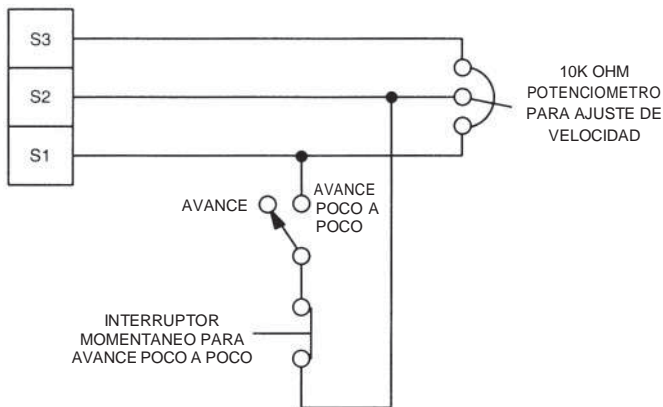 S3
S2
S1
10K OHM
POTENCIOMETRO
PARA AJUSTE DE
VELOCIDAD
AVANCE
AVANCE
POCO A
POCO
INTERRUPTOR
MOMENTANEO PARA
AVANCE POCO A POCO